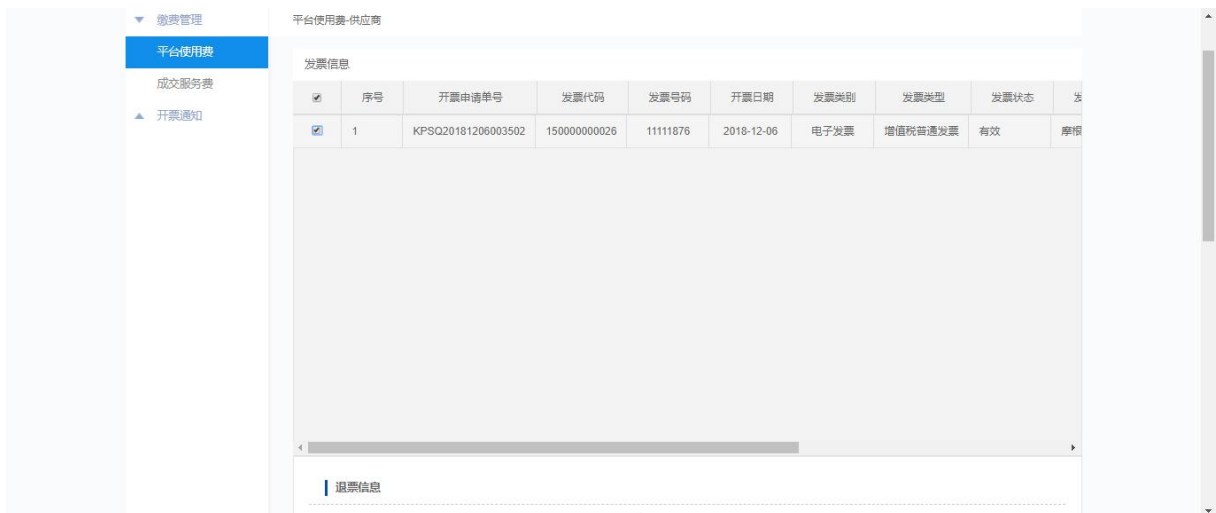 缴费管理
平台使用费
成交服务费
开票通知
平台使用费-供应商
发票信息
序号 开票申请单号 发票代码 发票号码 开票日期 发票类别 发票类型 发票状态 发
1 KPSQ20181206003502 150000000026 11111876 2018-12-06 电子发票 增值税普通发票 有效 摩根
退票信息